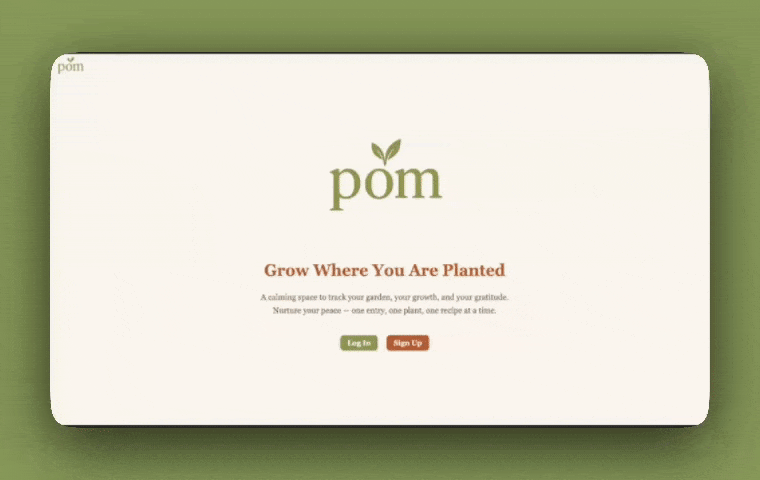 pom
pom
Grow Where You Are Planted
A calming space to track your garden, your growth, and your gratitude.
Nurture your peace — one entry, one plant, one recipe at a time.
Log In
Sign Up